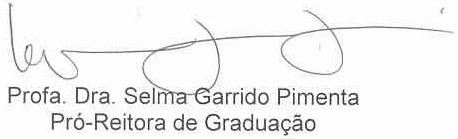 Profa. Dra. Selma Garrido Pimenta
Pró-Reitora de Graduação